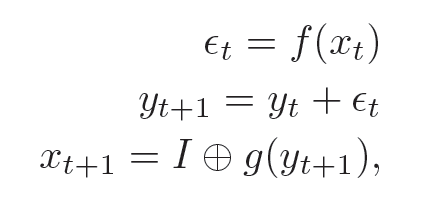 ϵ_t = f(x_t)
y_{t+1} = y_t + ϵ_t
x_{t+1} = I ⊕ g(y_{t+1}),